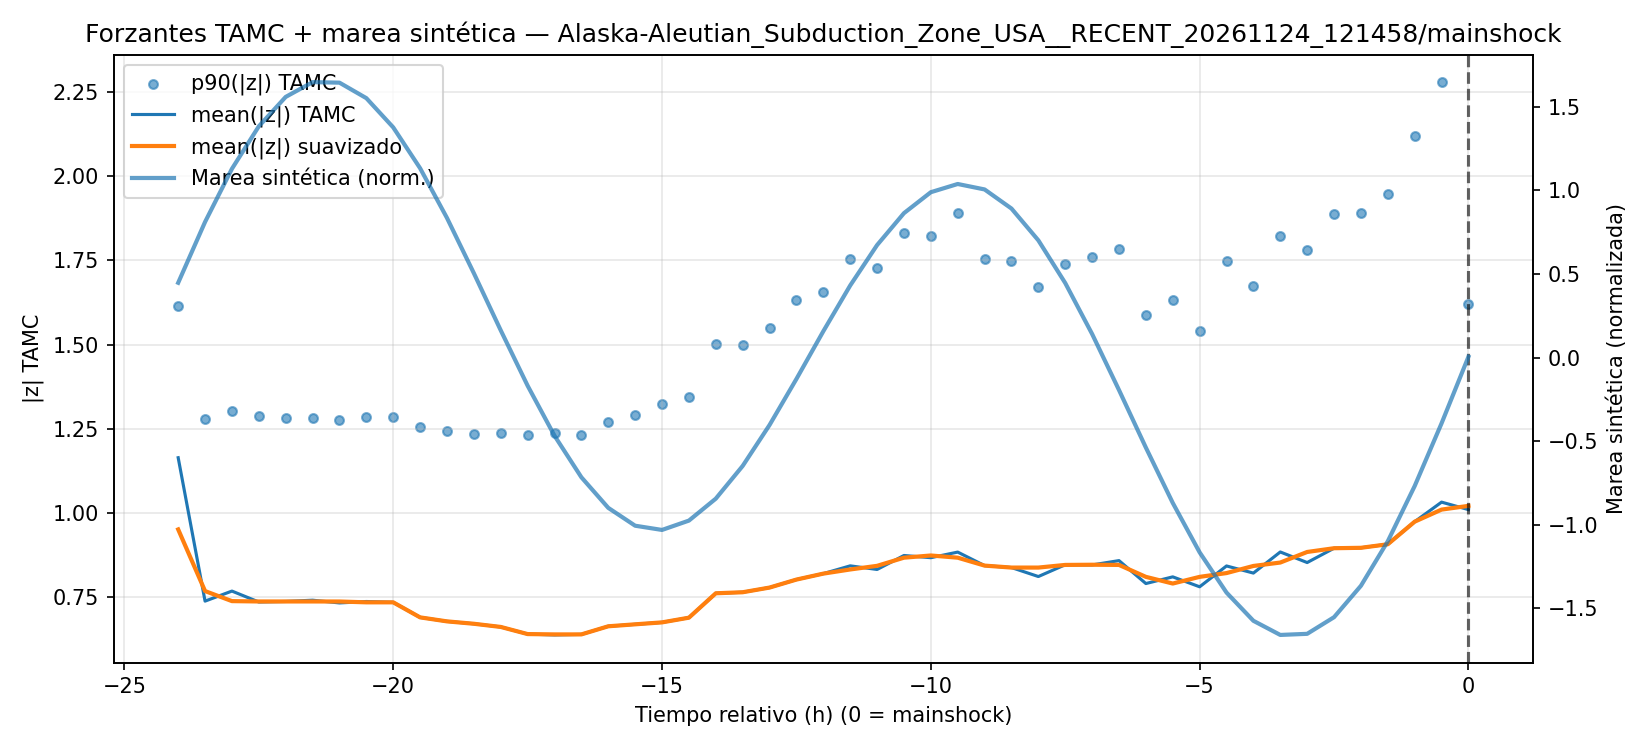 Forzantes TAMC + marea sintética — Alaska-Aleutian_Subduction_Zone_USA__RECENT_20261124_121458/mainshock
p90(|z|) TAMC
mean(|z|) TAMC
mean(|z|) suavizado
Marea sintética (norm.)
|z| TAMC
2.25
2.00
1.75
1.50
1.25
1.00
0.75
1.5
1.0
0.5
0.0
−0.5
−1.0
−1.5
Marea sintética (normalizada)
−25
−20
−15
−10
−5
0
Tiempo relativo (h) (0 = mainshock)